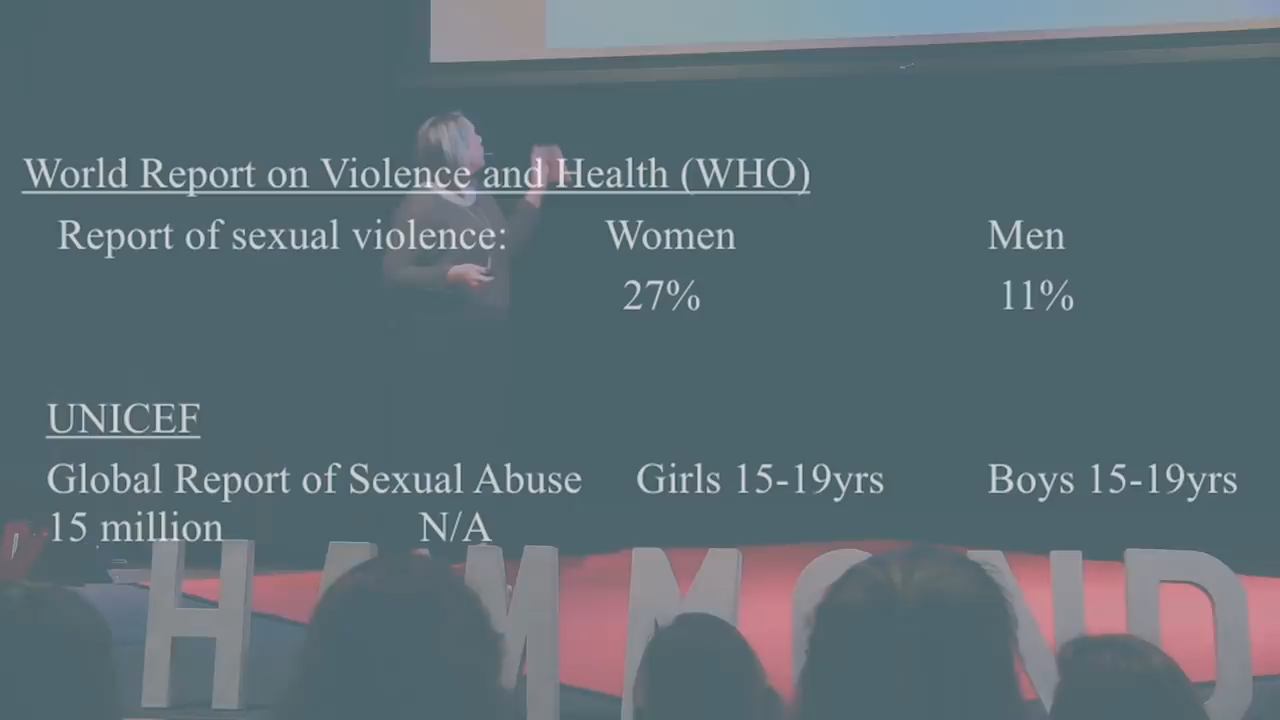 World Report on Violence and Health (WHO)
Report of sexual violence: Women Men
27% 11%
UNICEF
Global Report of Sexual Abuse Girls 15-19yrs Boys 15-19yrs
15 million N/A
HAMMOND